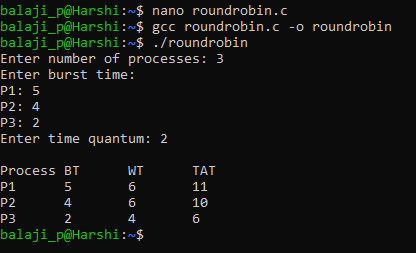 balaji_p@Harshi:~$ nano roundrobin.c
balaji_p@Harshi:~$ gcc roundrobin.c -o roundrobin
balaji_p@Harshi:~$ ./roundrobin
Enter number of processes: 3
Enter burst time:
P1: 5
P2: 4
P3: 2
Enter time quantum: 2
Process BT WT TAT
P1 5 6 11
P2 4 6 10
P3 2 4 6
balaji_p@Harshi:~$